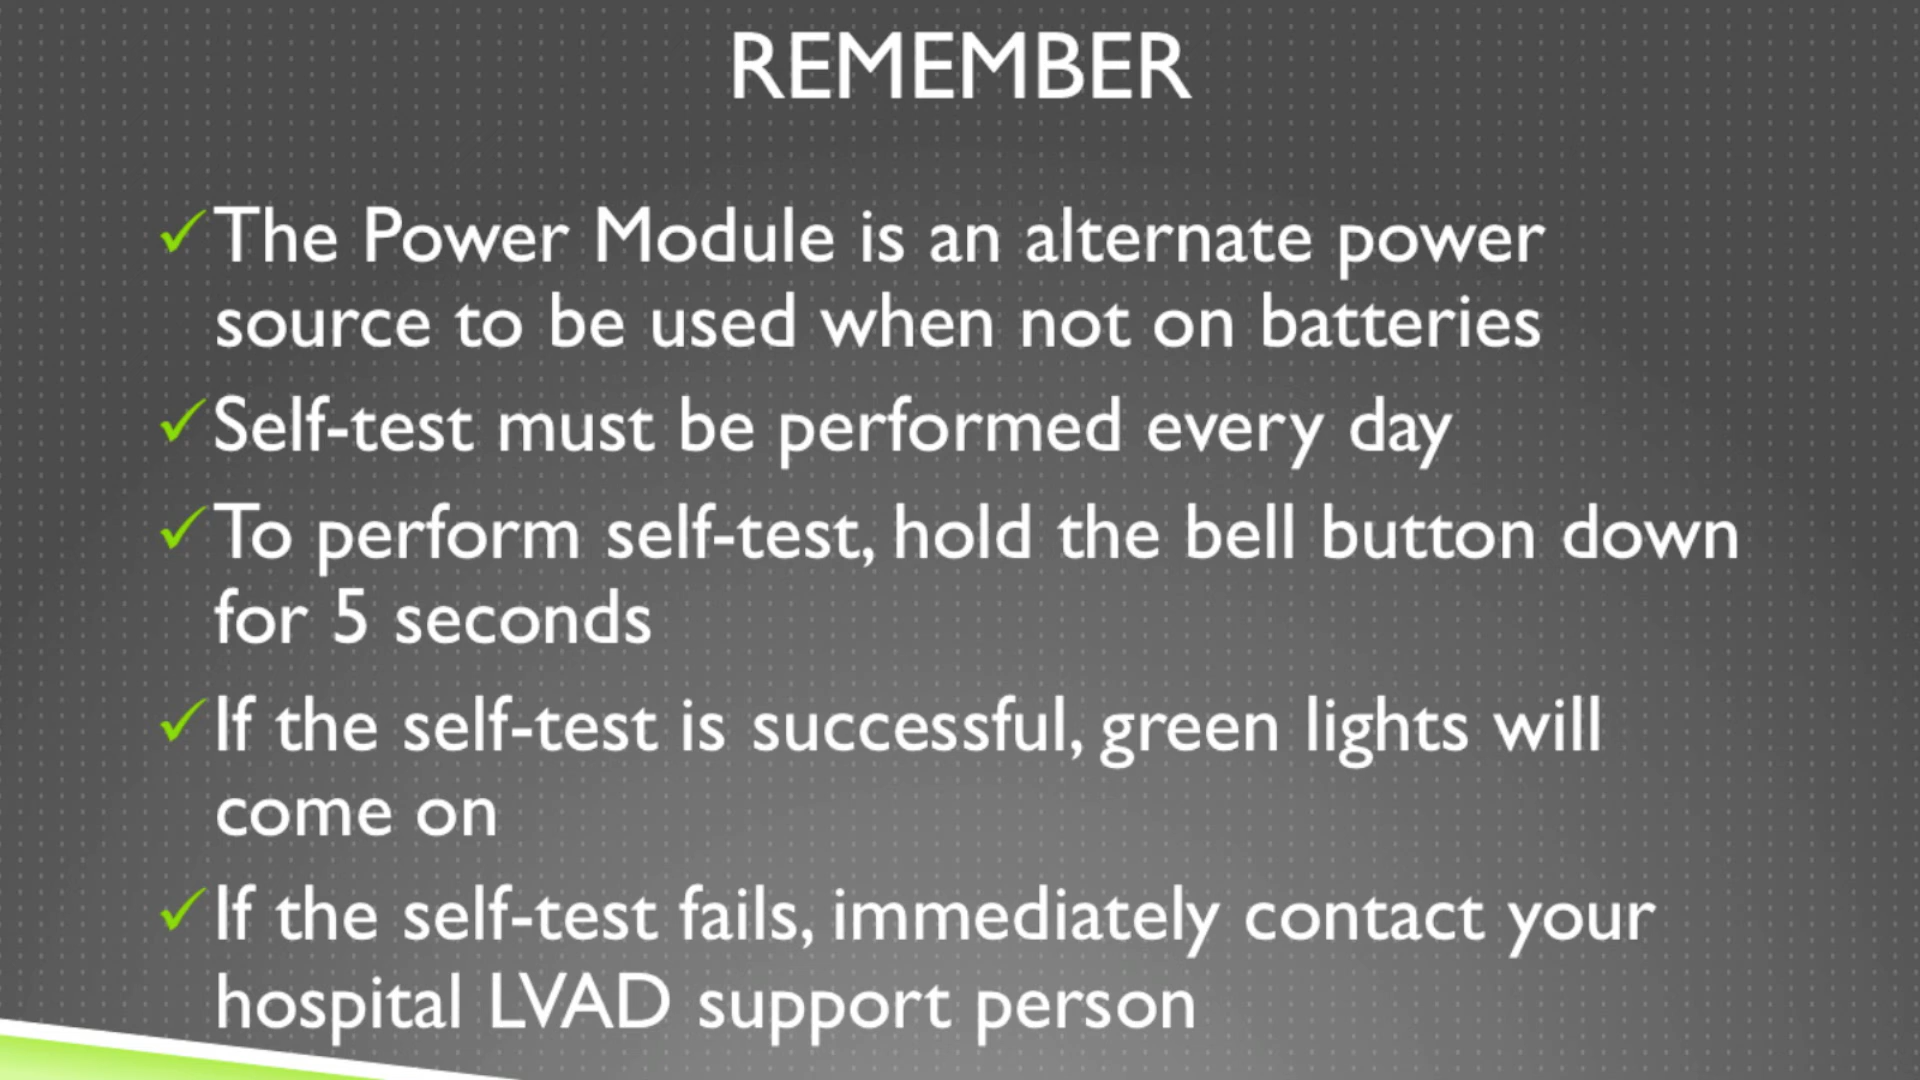 REMEMBER
The Power Module is an alternate power
source to be used when not on batteries
Self-test must be performed every day
To perform self-test, hold the bell button down
for 5 seconds
If the self-test is successful, green lights will
come on
If the self-test fails, immediately contact your
hospital LVAD support person